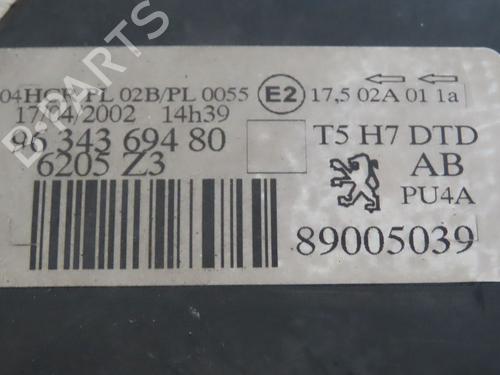 B-PARTS
04HCR/PL 02B/PL 0055 E2 17,5 02A 01 1a
17/04/2002 14h39
96 343 694 80 T5 H7 DTD
6205 Z3 AB
PU4A
89005039